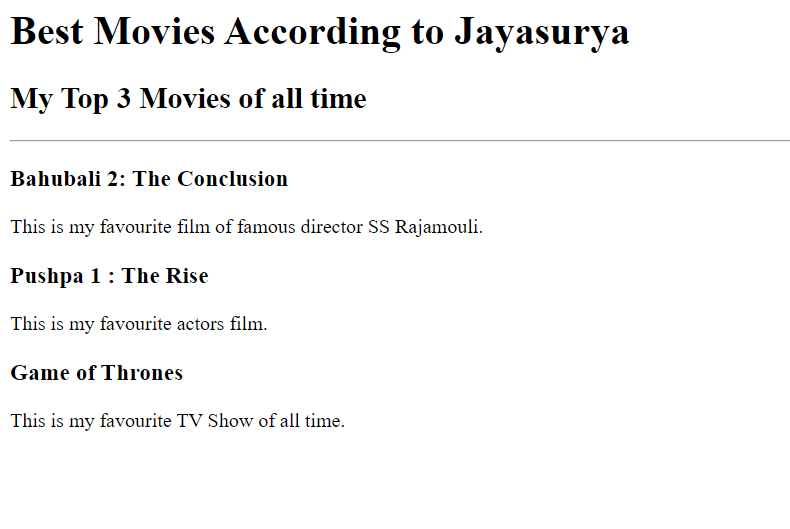 Best Movies According to Jayasurya
My Top 3 Movies of all time
Bahubali 2: The Conclusion
This is my favourite film of famous director SS Rajamouli.
Pushpa 1 : The Rise
This is my favourite actors film.
Game of Thrones
This is my favourite TV Show of all time.